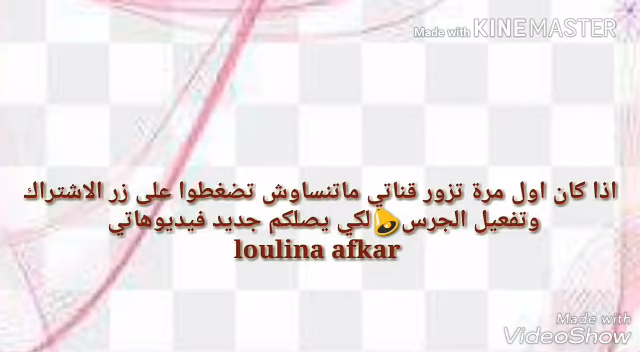 Made with KINEMASTER
اذا كان اول مرة تزور قناتي ماتنساوش تضغطوا على زر الاشتراك
وتفعيل الجرس🔔لكي يصلكم جديد فيديوهاتي
loulina afkar
Made with
VideoShow